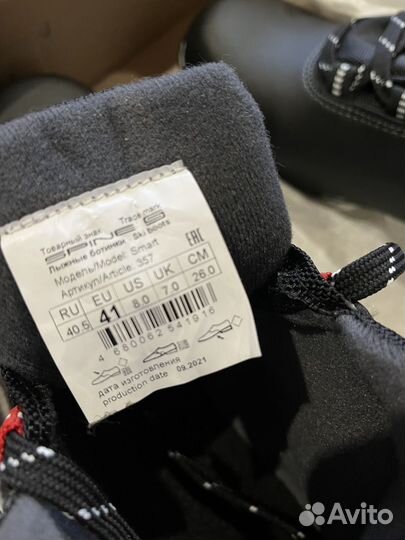 Товарный знак Trade mark
SPINE
Лыжные ботинки Ski boots
Модель/Model: Smart
Артикул/Article: 357
EAC
RU EU US UK CM
40.5 41 8.0 7.0 26.0
4 680062 541916
дата изготовления 09.2021
production date
Avito